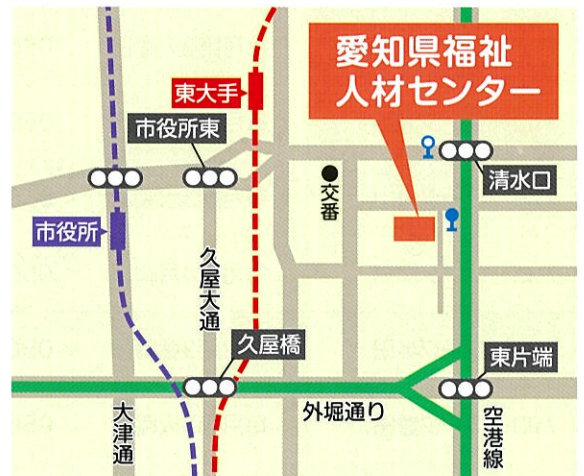 愛知県福祉
人材センター
東大手
市役所東
清水口
交番
市役所
久屋大通
久屋橋
東片端
外堀通り
大津通
空港線